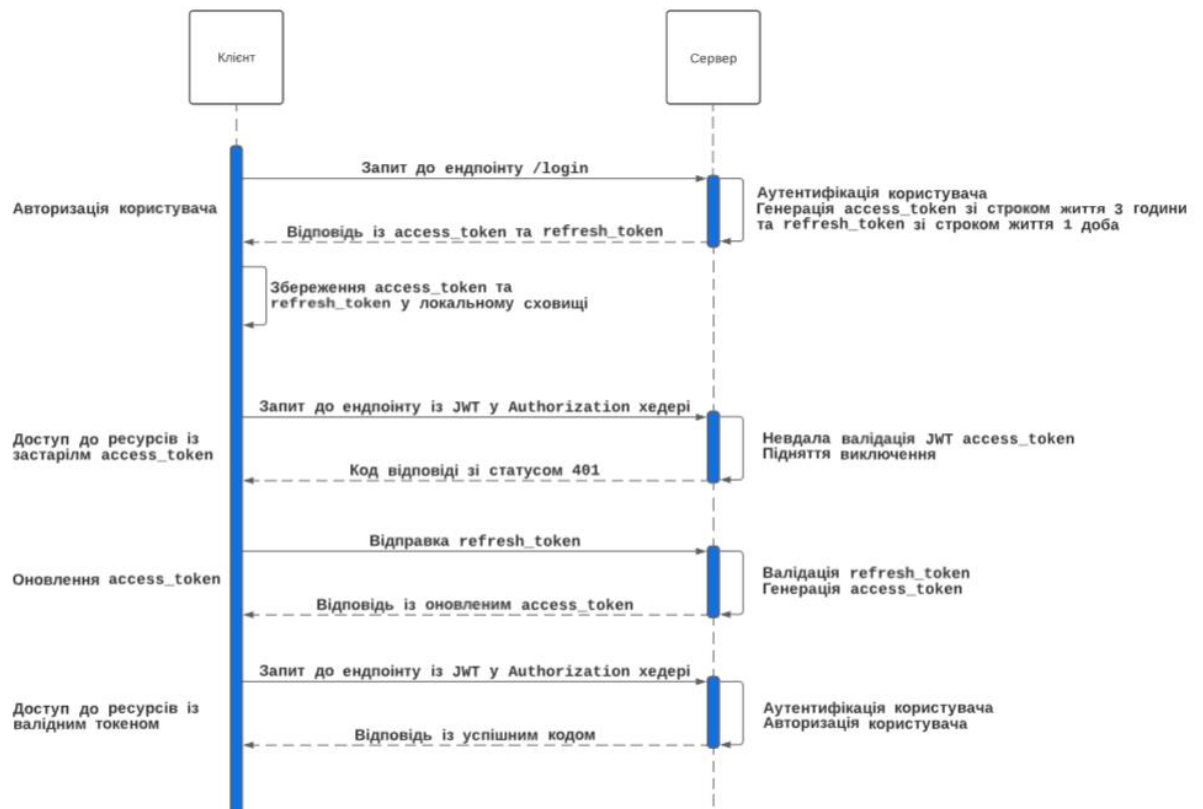 Клієнт
Сервер
Запит до ендпоінту /login
Авторизація користувача
Аутентифікація користувача
Генерація access_token зі строком життя 3 години
та refresh_token зі строком життя 1 доба
Відповідь із access_token та refresh_token
Збереження access_token та
refresh_token у локальному сховищі
Запит до ендпоінту із JWT у Authorization хедері
Доступ до ресурсів із
застарілм access_token
Невдала валідація JWT access_token
Підняття виключення
Код відповіді зі статусом 401
Відправка refresh_token
Оновлення access_token
Валідація refresh_token
Генерація access_token
Відповідь із оновленим access_token
Запит до ендпоінту із JWT у Authorization хедері
Доступ до ресурсів із
валідним токеном
Аутентифікація користувача
Авторизація користувача
Відповідь із успішним кодом